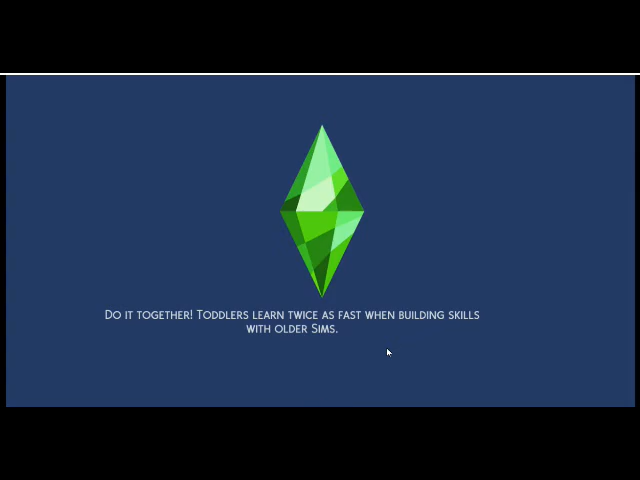 Do it together! Toddlers learn twice as fast when building skills
with older Sims.